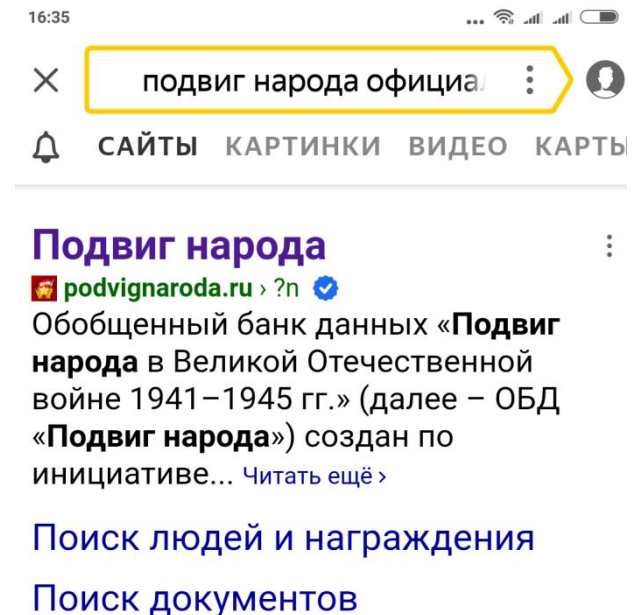 16:35
подвиг народа официа
САЙТЫ КАРТИНКИ ВИДЕО КАРТЫ
Подвиг народа
podvignaroda.ru › ?n
Обобщенный банк данных «Подвиг
народа в Великой Отечественной
войне 1941–1945 гг.» (далее – ОБД
«Подвиг народа») создан по
инициативе... Читать ещё ›
Поиск людей и награждения
Поиск документов